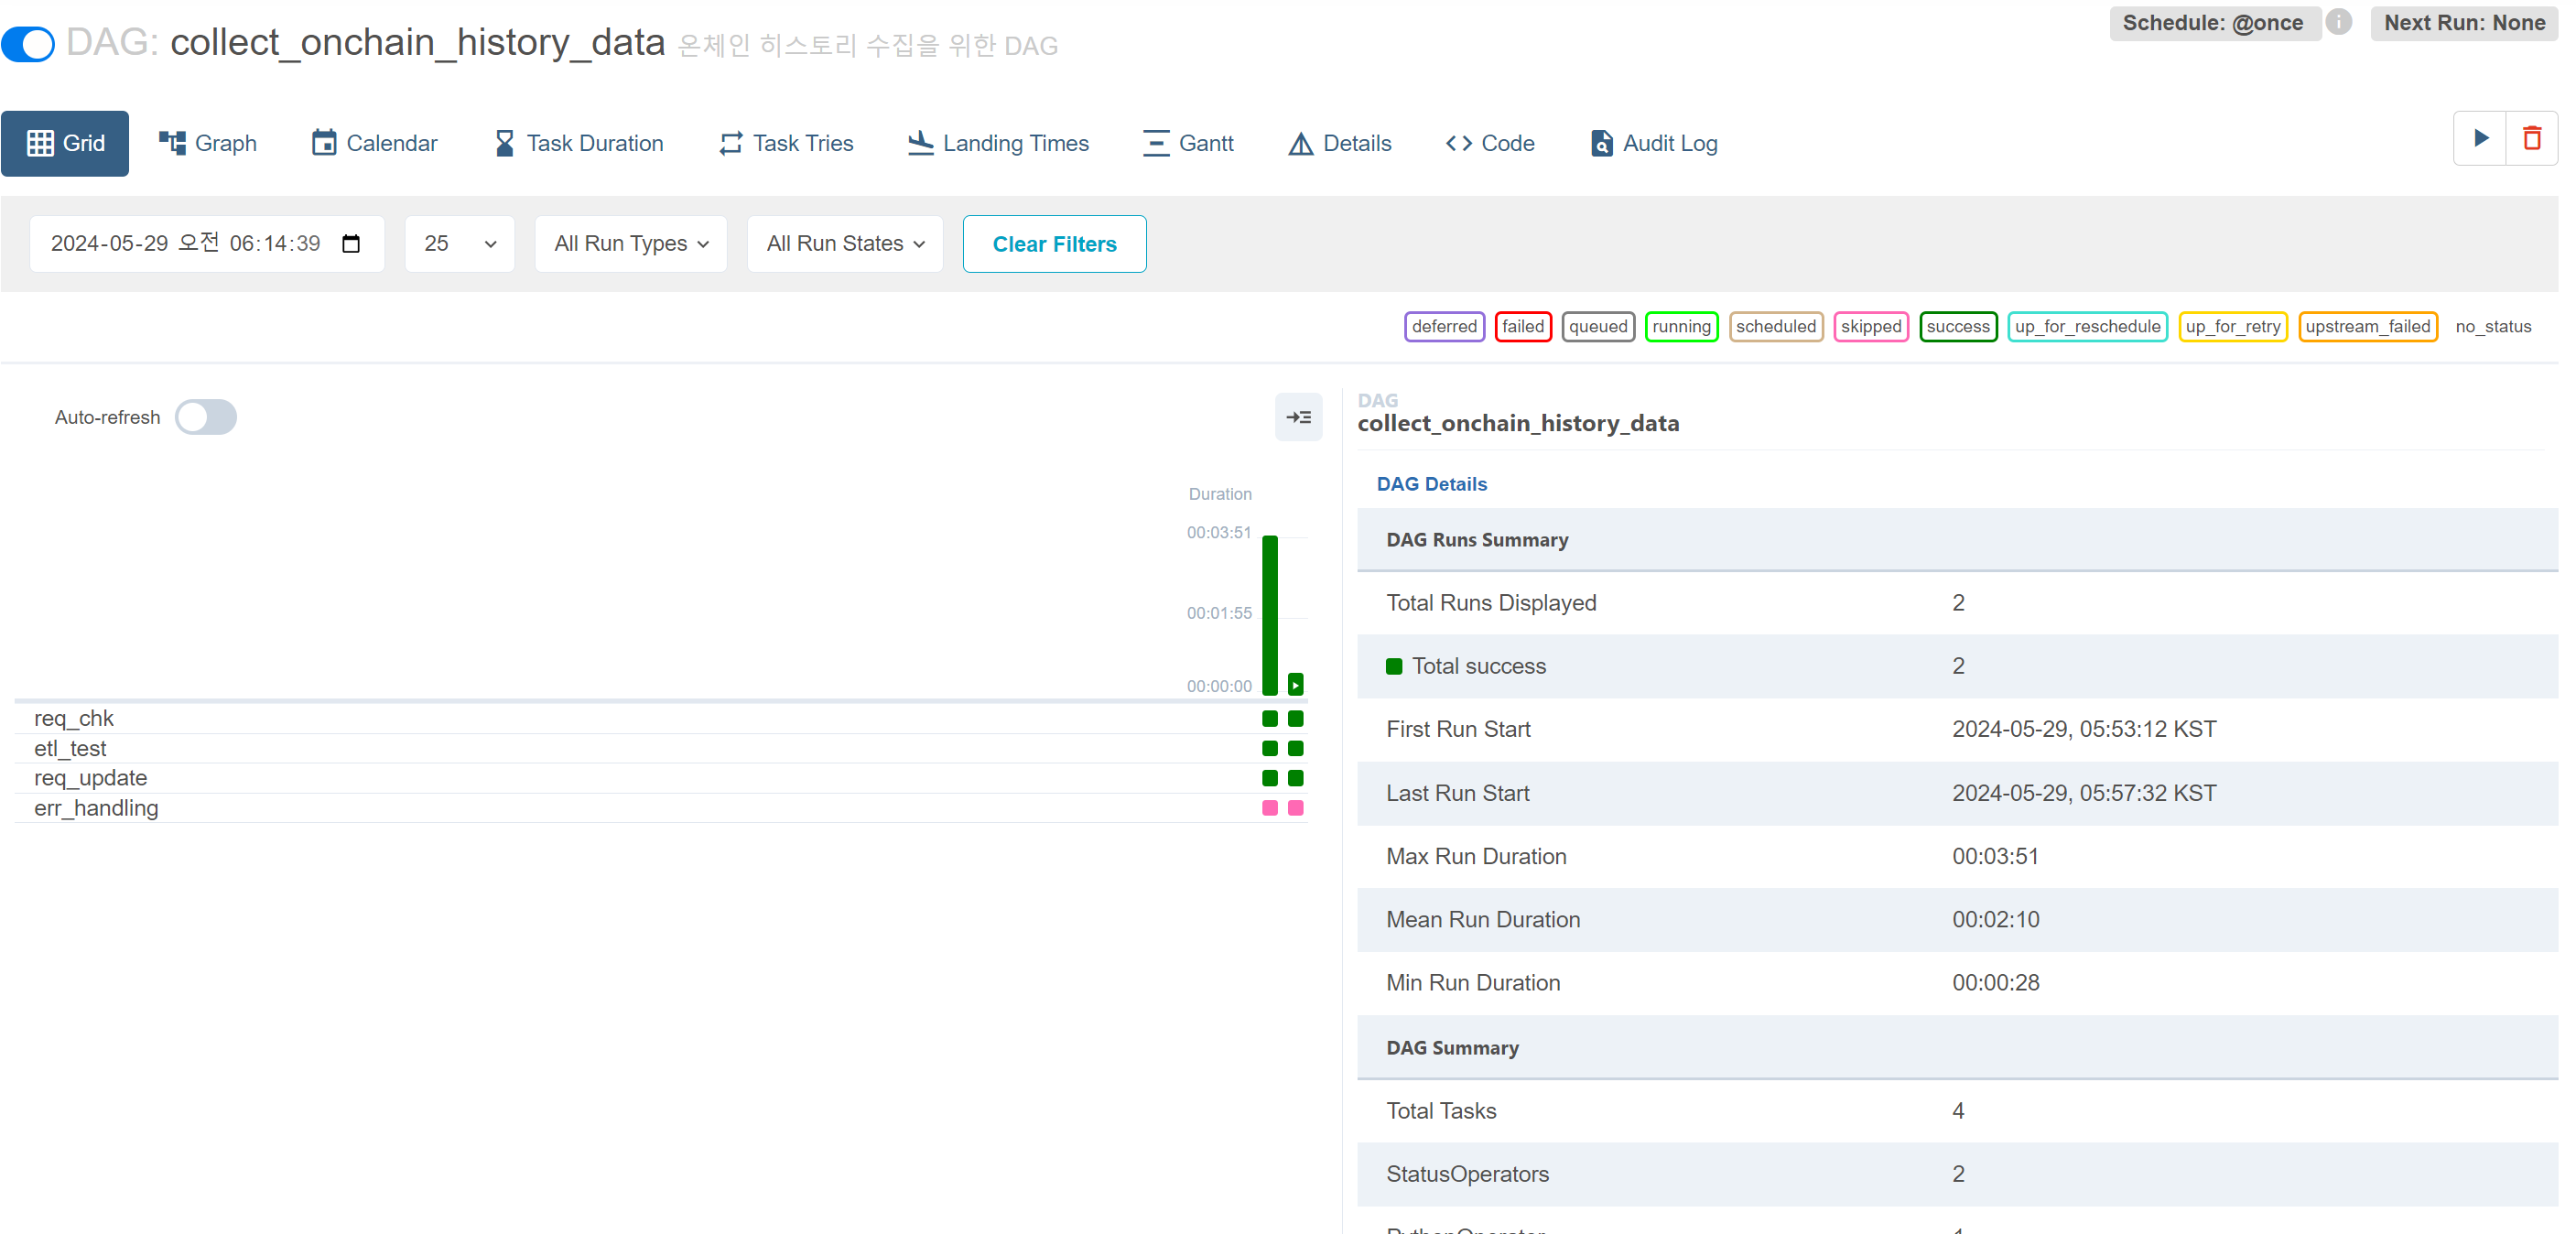 DAG: collect_onchain_history_data 온체인 히스토리 수집을 위한 DAG
Schedule: @once
Next Run: None
Grid
Graph
Calendar
Task Duration
Task Tries
Landing Times
Gantt
Details
Code
Audit Log
2024-05-29 오전 06:14:39
25
All Run Types
All Run States
Clear Filters
deferred
failed
queued
running
scheduled
skipped
success
up_for_reschedule
up_for_retry
upstream_failed
no_status
Auto-refresh
Duration
00:03:51
00:01:55
00:00:00
req_chk
etl_test
req_update
err_handling
DAG
collect_onchain_history_data
DAG Details
DAG Runs Summary
Total Runs Displayed 2
Total success 2
First Run Start 2024-05-29, 05:53:12 KST
Last Run Start 2024-05-29, 05:57:32 KST
Max Run Duration 00:03:51
Mean Run Duration 00:02:10
Min Run Duration 00:00:28
DAG Summary
Total Tasks 4
StatusOperators 2